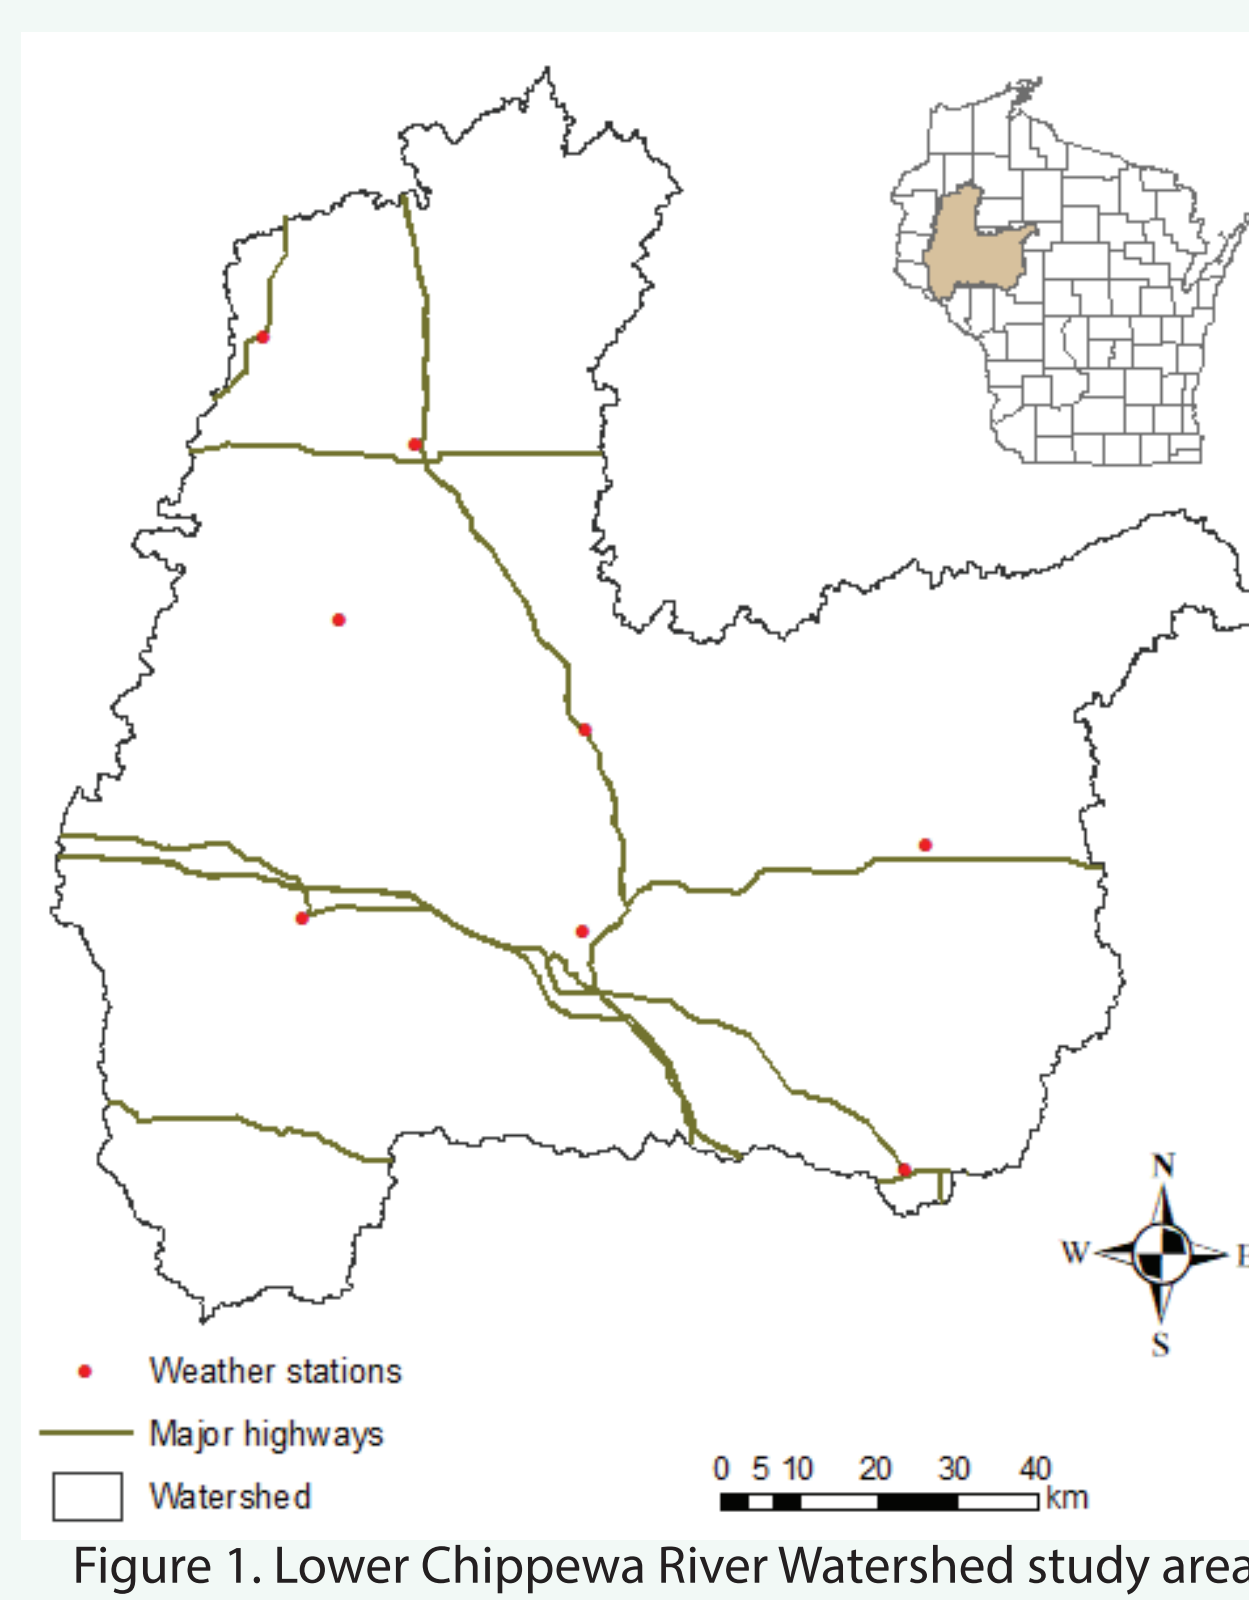 N
W
S
Weather stations
Major highways
Watershed
0 5 10 20 30 40
km
Figure 1. Lower Chippewa River Watershed study area